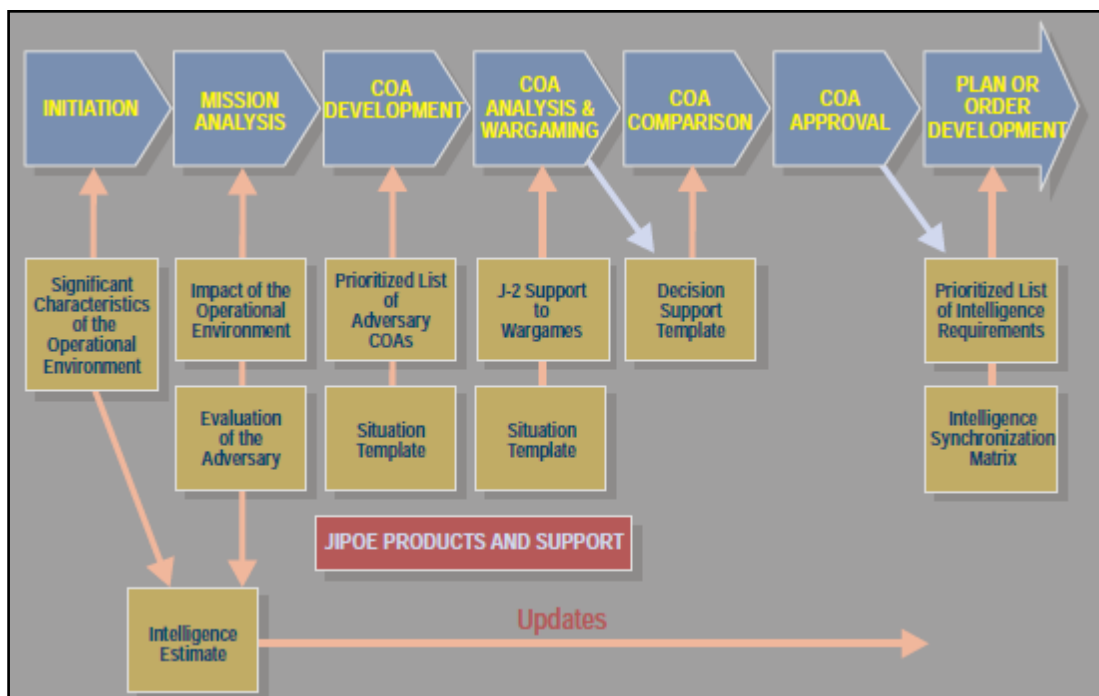 INITIATION
MISSION
ANALYSIS
COA
DEVELOPMENT
COA
ANALYSIS &
WARGAMING
COA
COMPARISON
COA
APPROVAL
PLAN OR
ORDER
DEVELOPMENT
Significant
Characteristics
of the
Operational
Environment
Impact of the
Operational
Environment
Prioritized List
of
Adversary
COAs
J-2 Support
to
Wargames
Decision
Support
Template
Prioritized List
of Intelligence
Requirements
Evaluation
of the
Adversary
Situation
Template
Situation
Template
Intelligence
Synchronization
Matrix
JIPOE PRODUCTS AND SUPPORT
Intelligence
Estimate
Updates